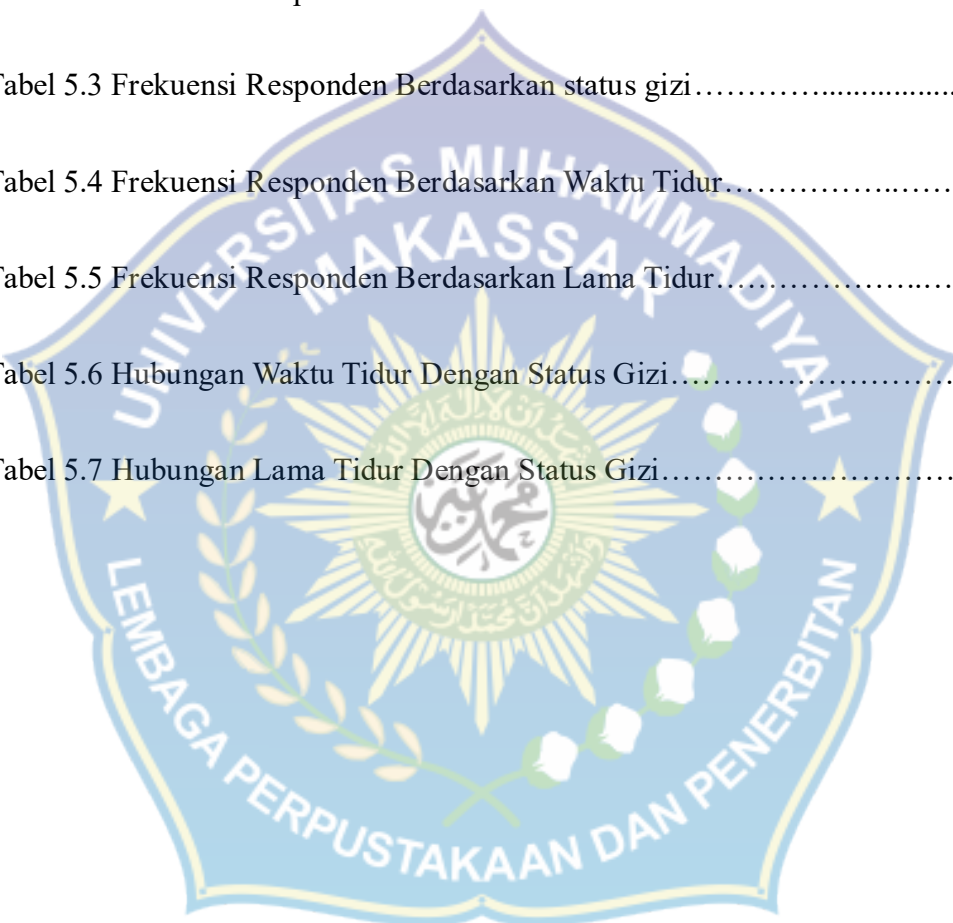 Tabel 5.3 Frekuensi Responden Berdasarkan status gizi…………..................
Tabel 5.4 Frekuensi Responden Berdasarkan Waktu Tidur……………..……
Tabel 5.5 Frekuensi Responden Berdasarkan Lama Tidur………………..…
Tabel 5.6 Hubungan Waktu Tidur Dengan Status Gizi………………………
Tabel 5.7 Hubungan Lama Tidur Dengan Status Gizi…………….…………
UNIVERSITAS MUHAMMADIYAH
MAKASSAR
محمدية
LEMBAGA PERPUSTAKAAN DAN PENERBITAN